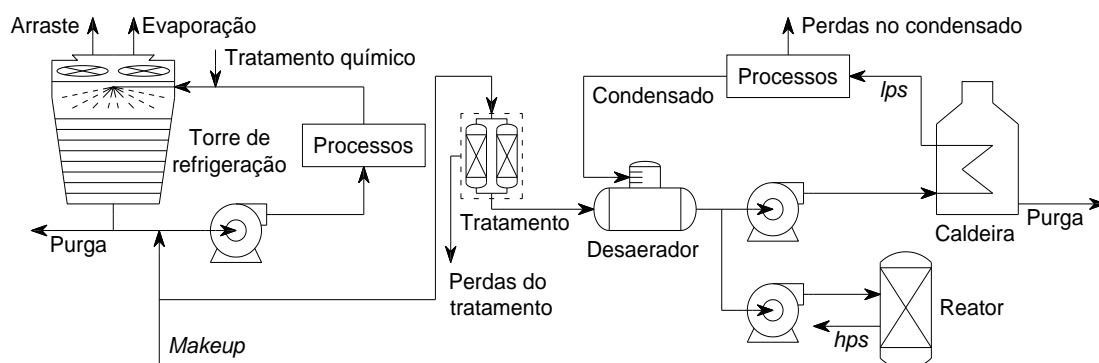 Arraste
Evaporação
Tratamento químico
Torre de
refrigeração
Processos
Purga
Makeup
Condensado
Tratamento
Perdas do
tratamento
Desaerador
Perdas no condensado
Processos
lps
Caldeira
Purga
Reator
hps